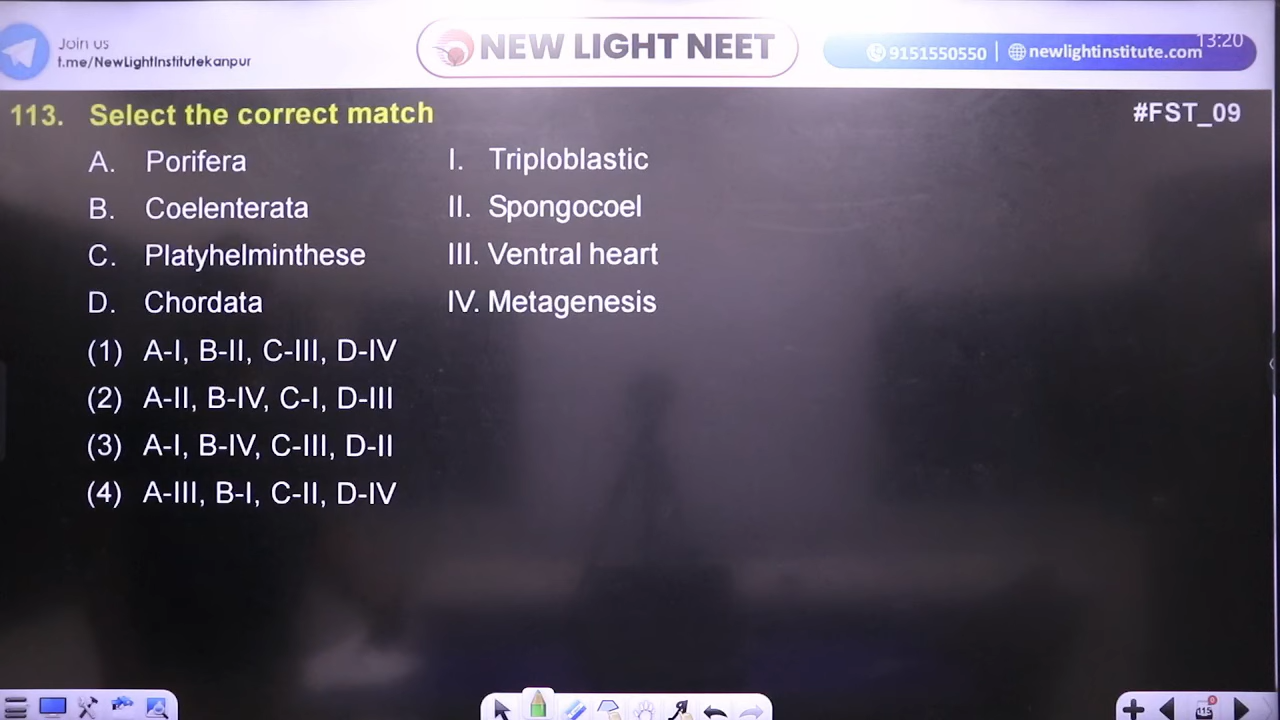 Join us
t.me/NewLightInstitutekanpur
NEW LIGHT NEET
9151550550 | newlightinstitute.com
13:20
113. Select the correct match
#FST_09
A. Porifera I. Triploblastic
B. Coelenterata II. Spongocoel
C. Platyhelminthese III. Ventral heart
D. Chordata IV. Metagenesis
(1) A-I, B-II, C-III, D-IV
(2) A-II, B-IV, C-I, D-III
(3) A-I, B-IV, C-III, D-II
(4) A-III, B-I, C-II, D-IV
115